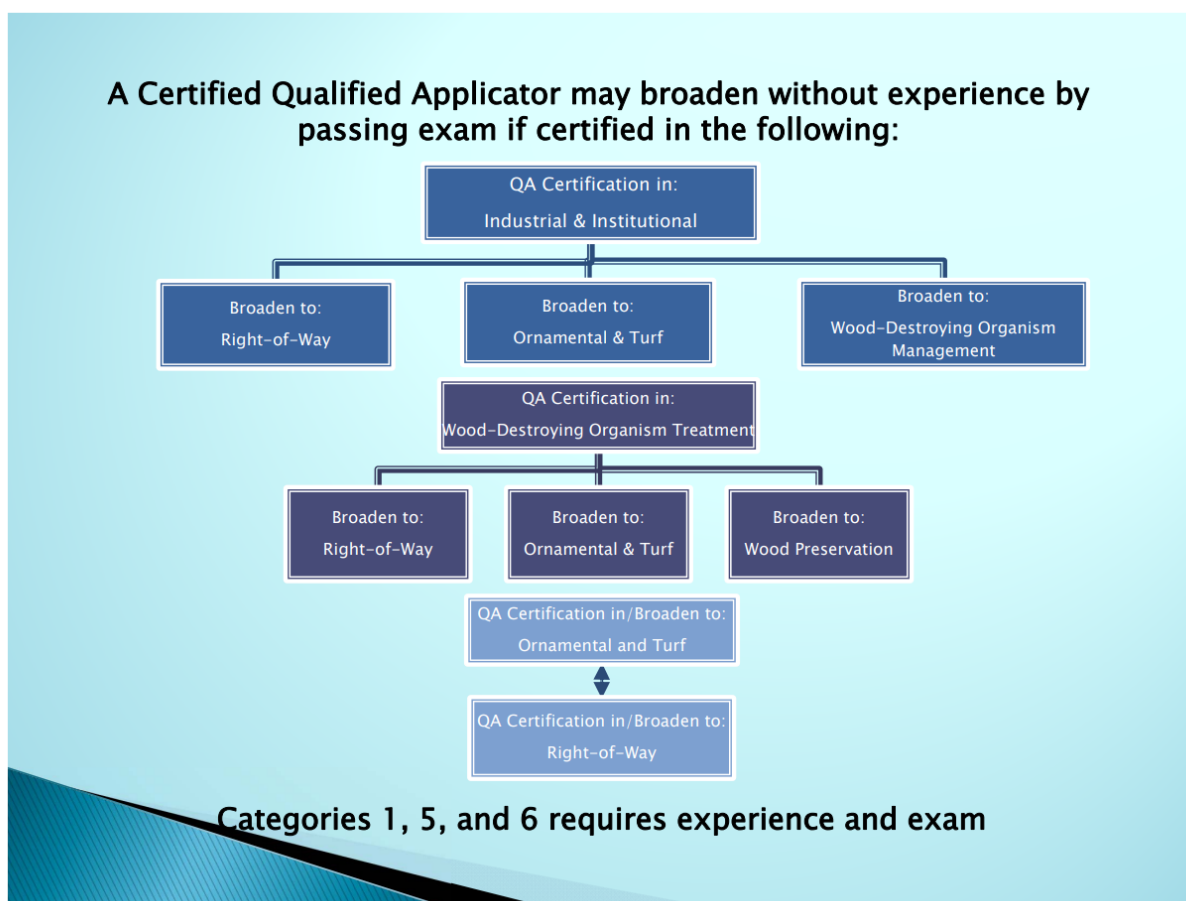 A Certified Qualified Applicator may broaden without experience by
passing exam if certified in the following:
QA Certification in:
Industrial & Institutional
Broaden to:
Right-of-Way
Broaden to:
Ornamental & Turf
Broaden to:
Wood-Destroying Organism
Management
QA Certification in:
Wood-Destroying Organism Treatment
Broaden to:
Right-of-Way
Broaden to:
Ornamental & Turf
Broaden to:
Wood Preservation
QA Certification in/Broaden to:
Ornamental and Turf
QA Certification in/Broaden to:
Right-of-Way
Categories 1, 5, and 6 requires experience and exam